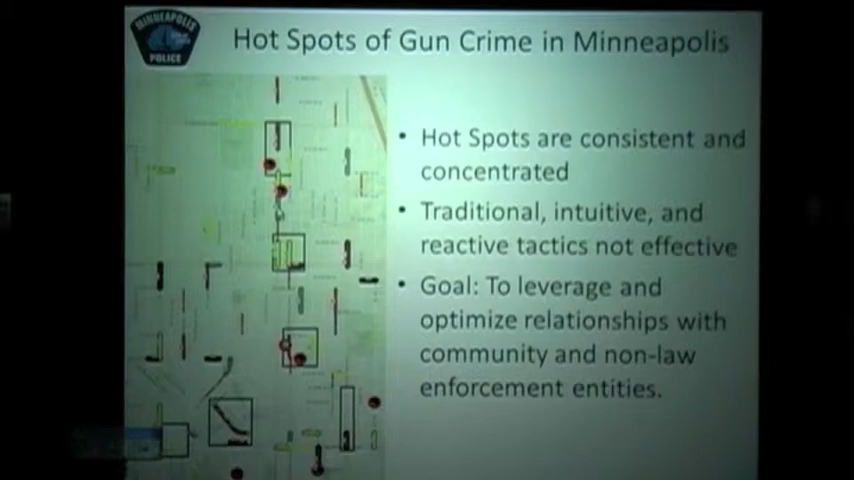 MINNEAPOLIS
POLICE
Hot Spots of Gun Crime in Minneapolis
• Hot Spots are consistent and
concentrated
• Traditional, intuitive, and
reactive tactics not effective
• Goal: To leverage and
optimize relationships with
community and non-law
enforcement entities.